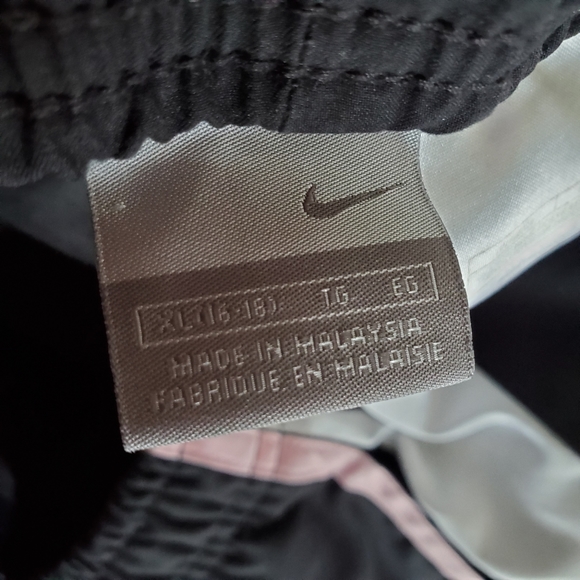 XL (16-18) TG EG
MADE IN MALAYSIA
FABRIQUE EN MALAISIE